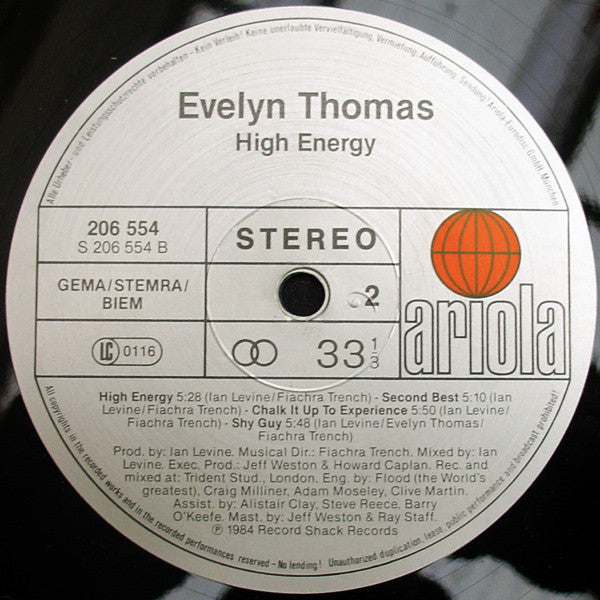 Alle Urheber- und Leistungsschutzrechte vorbehalten - Kein Verleih! Keine unerlaubte Vervielfältigung, Vermietung, Aufführung, Sendung! Ariola-Eurodisc GmbH, München
Evelyn Thomas
High Energy
206 554
S 206 554 B
STEREO
GEMA/STEMRA/
BIEM
2
ariola
LC 0116
33 1/3
High Energy 5:28 (Ian Levine/Fiachra Trench) - Second Best 5:10 (Ian
Levine/Fiachra Trench) - Chalk It Up To Experience 5:50 (Ian Levine/
Fiachra Trench) - Shy Guy 5:48 (Ian Levine/Evelyn Thomas/
Fiachra Trench)
Prod. by: Ian Levine. Musical Dir.: Fiachra Trench. Mixed by: Ian
Levine. Exec. Prod.: Jeff Weston & Howard Caplan. Rec. and
mixed at: Trident Stud., London. Eng. by: Flood (the World's
greatest), Craig Milliner, Adam Moseley, Clive Martin.
Assist. by: Alistair Clay, Steve Reece, Barry
O'Keefe. Mast. by: Jeff Weston & Ray Staff.
℗ 1984 Record Shack Records
All copyrights in the recorded works and in the recorded performances reserved - No lending! Unauthorized duplication, lease, public performance and broadcast prohibited!